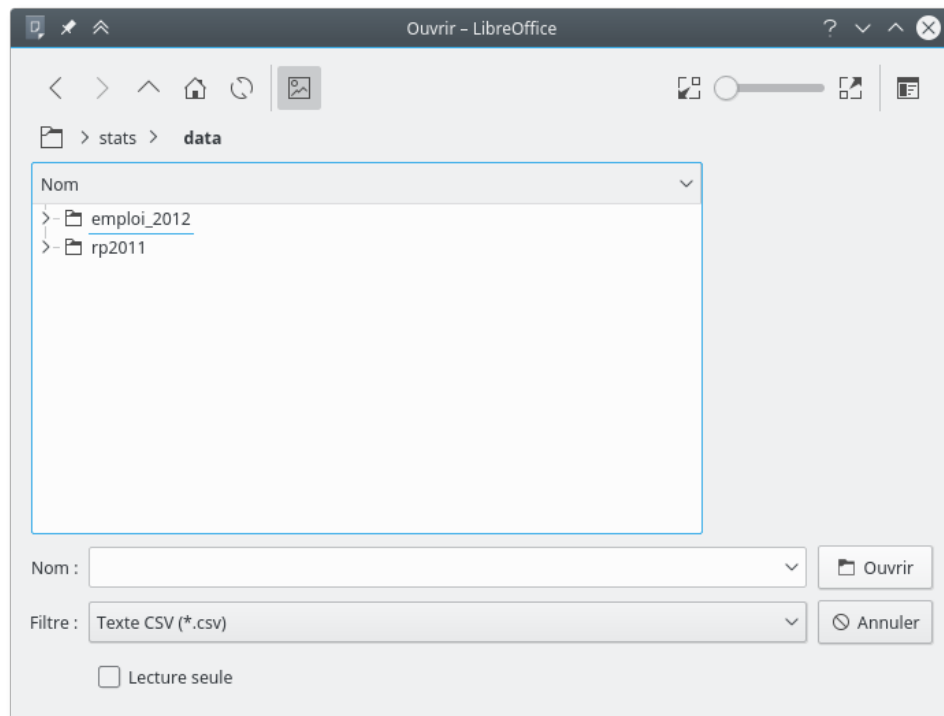 Ouvrir – LibreOffice
> stats > data
Nom
emploi_2012
rp2011
Nom :
Ouvrir
Filtre : Texte CSV (*.csv)
Annuler
Lecture seule